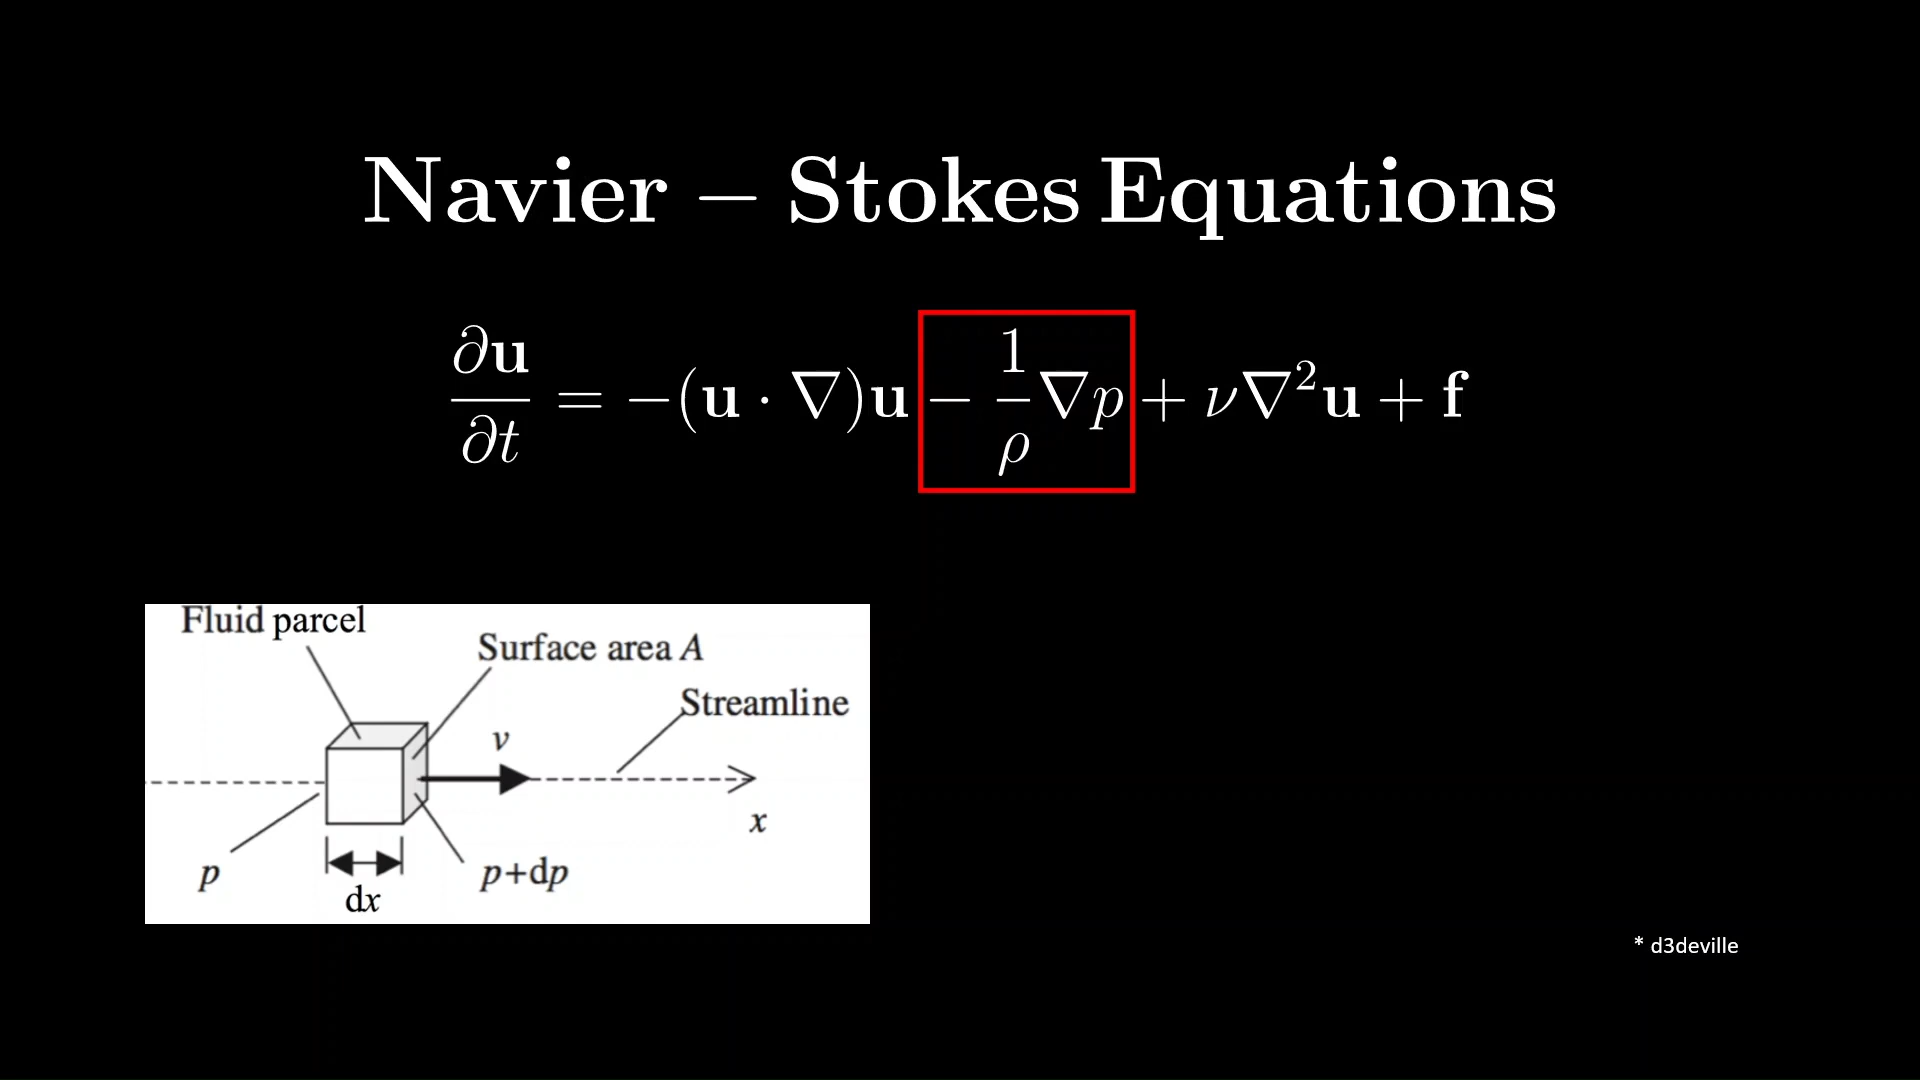 Navier – Stokes Equations
∂u/∂t = −(u · ∇)u − 1/ρ ∇p + ν∇²u + f
Fluid parcel
Surface area A
Streamline
v
x
p
p+dp
dx
* d3deville